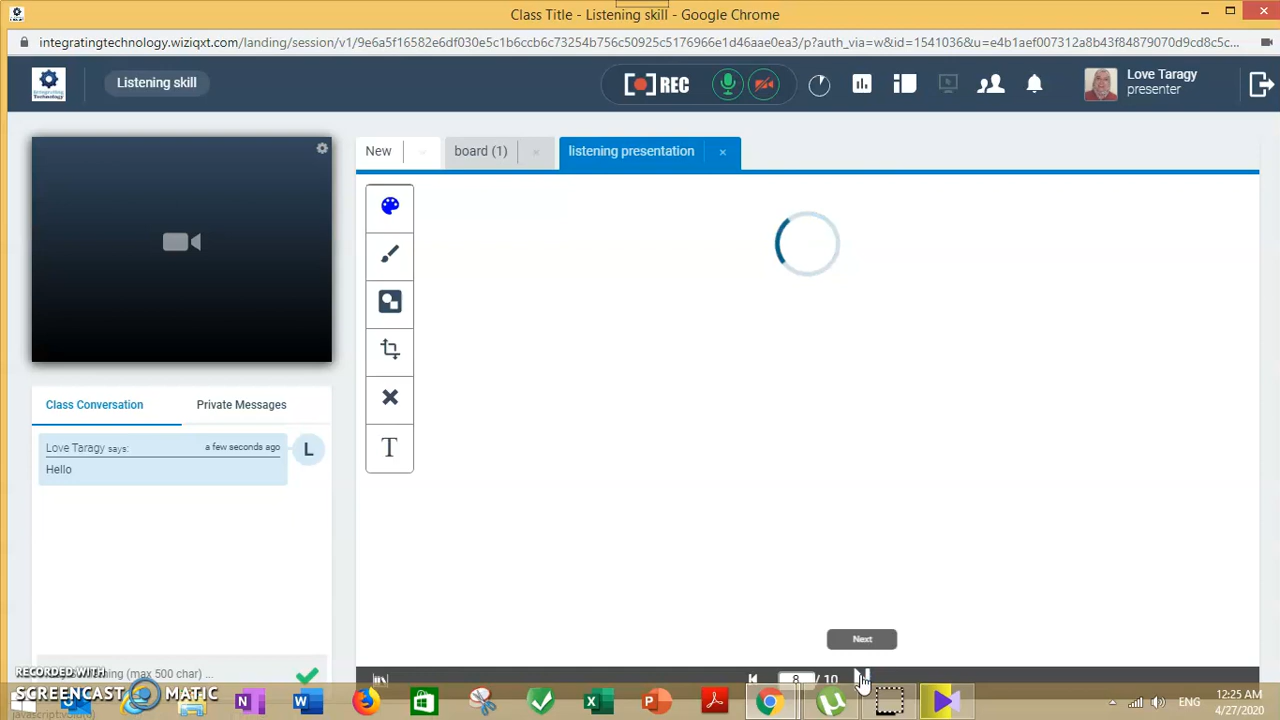 Class Title - Listening skill - Google Chrome
integratingtechnology.wiziqxt.com/landing/session/v1/9e6a5f16582e6df030e5c1b6ccb6c73254b756c50925c5176966e1d46aae0ea3/p?auth_via=w&id=1541036&u=e4b1aef007312a8b43f84879070d9cd8c5c...
Listening skill
REC
Love Taragy
presenter
New
board (1)
listening presentation
T
Class Conversation
Private Messages
Love Taragy says:
a few seconds ago
L
Hello
Next
(max 500 char) ...
8 / 10
RECORDED WITH
SCREENCAST MATIC
ENG
12:25 AM
4/27/2020